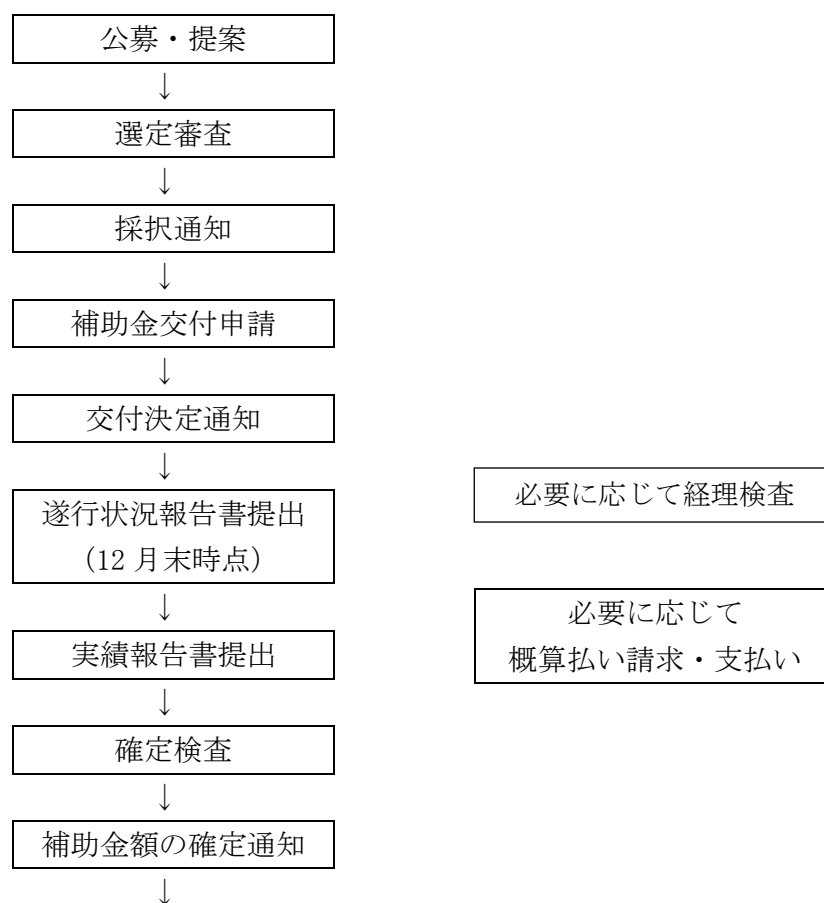 公募・提案
↓
選定審査
↓
採択通知
↓
補助金交付申請
↓
交付決定通知
↓
遂行状況報告書提出
(12 月末時点)
↓
実績報告書提出
↓
確定検査
↓
補助金額の確定通知
↓
必要に応じて経理検査
必要に応じて
概算払い請求・支払い